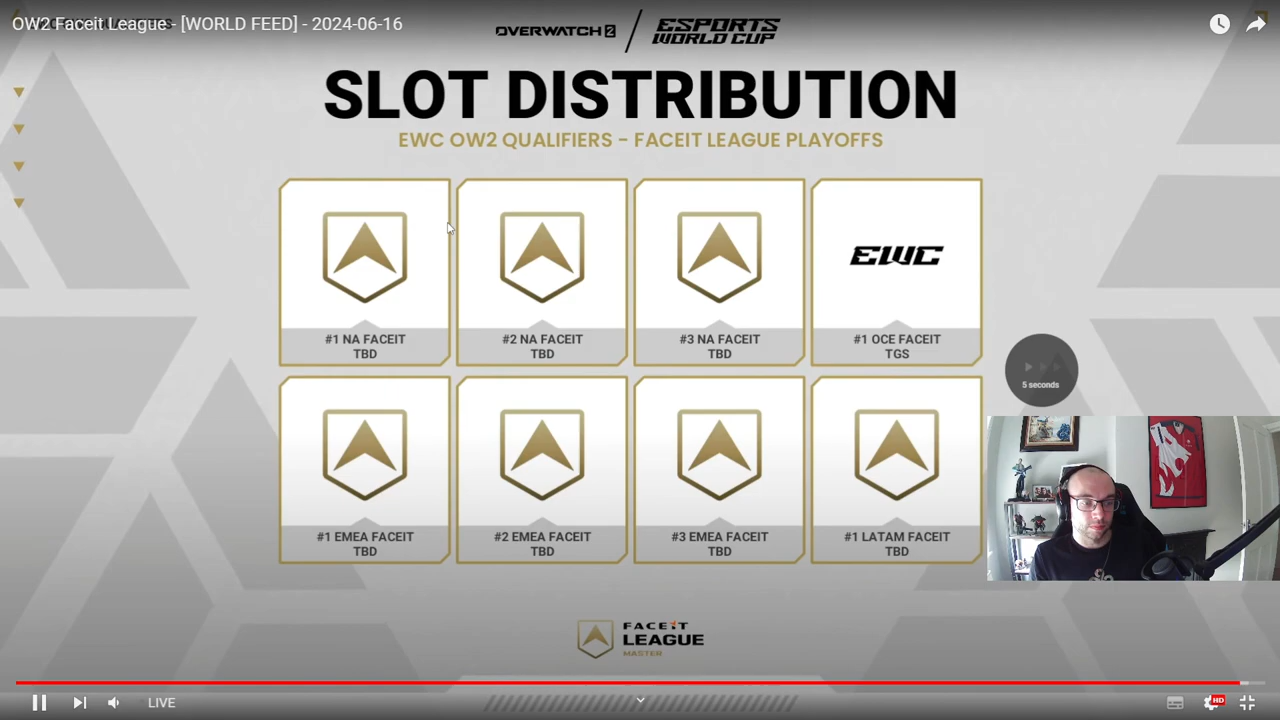 OW2 Faceit League - [WORLD FEED] - 2024-06-16
OVERWATCH 2 / ESPORTS WORLD CUP
SLOT DISTRIBUTION
EWC OW2 QUALIFIERS - FACEIT LEAGUE PLAYOFFS
EWC
#1 NA FACEIT
TBD
#2 NA FACEIT
TBD
#3 NA FACEIT
TBD
#1 OCE FACEIT
TGS
5 seconds
#1 EMEA FACEIT
TBD
#2 EMEA FACEIT
TBD
#3 EMEA FACEIT
TBD
#1 LATAM FACEIT
TBD
FACEIT
LEAGUE
MASTER
LIVE
HD